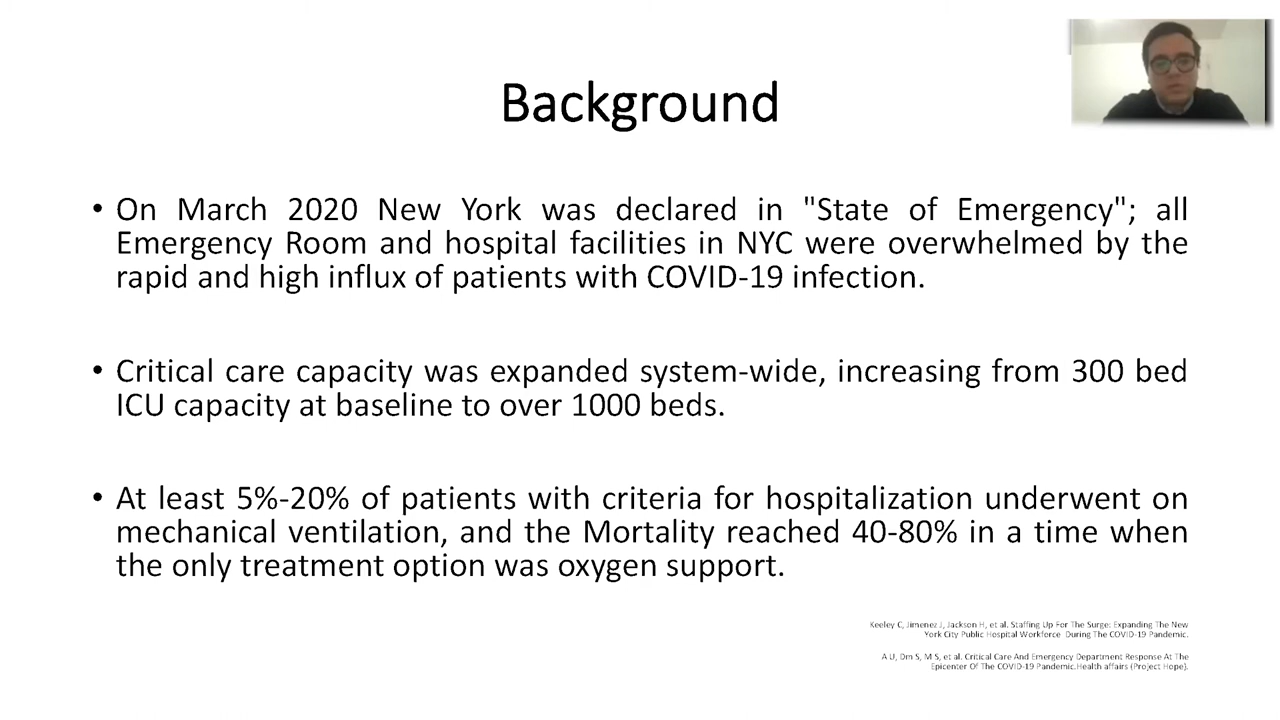 Background
• On March 2020 New York was declared in "State of Emergency"; all
Emergency Room and hospital facilities in NYC were overwhelmed by the
rapid and high influx of patients with COVID-19 infection.
• Critical care capacity was expanded system-wide, increasing from 300 bed
ICU capacity at baseline to over 1000 beds.
• At least 5%-20% of patients with criteria for hospitalization underwent on
mechanical ventilation, and the Mortality reached 40-80% in a time when
the only treatment option was oxygen support.
Keeley C, Jimenez J, Jackson H, et al. Staffing Up For The Surge: Expanding The New
York City Public Hospital Workforce During The COVID-19 Pandemic.
A U, Dm S, M S, et al. Critical Care And Emergency Department Response At The
Epicenter Of The COVID-19 Pandemic.Health affairs (Project Hope).